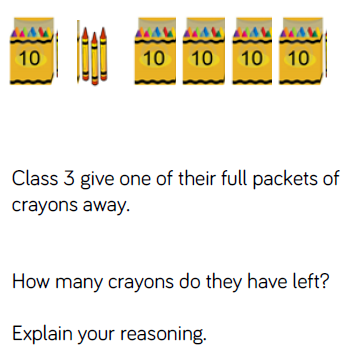 10 10 10 10 10
Class 3 give one of their full packets of
crayons away.
How many crayons do they have left?
Explain your reasoning.